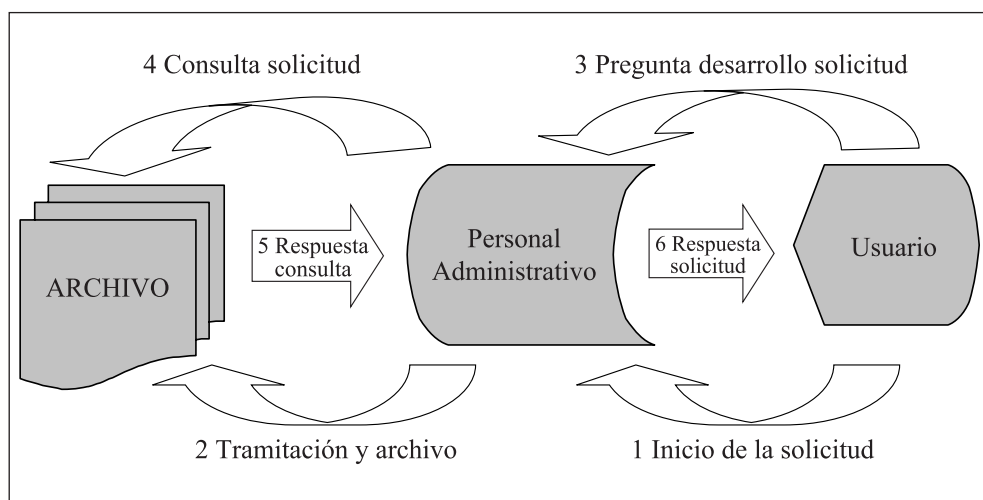 4 Consulta solicitud
3 Pregunta desarrollo solicitud
ARCHIVO
5 Respuesta
consulta
Personal
Administrativo
6 Respuesta
solicitud
Usuario
2 Tramitación y archivo
1 Inicio de la solicitud